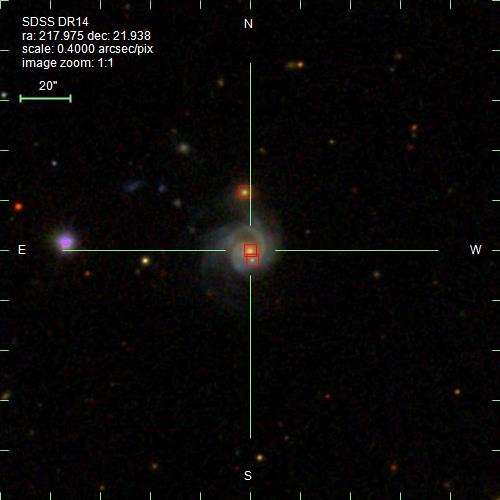 SDSS DR14
ra: 217.975 dec: 21.938
scale: 0.4000 arcsec/pix
image zoom: 1:1
20"
N
E
W
S